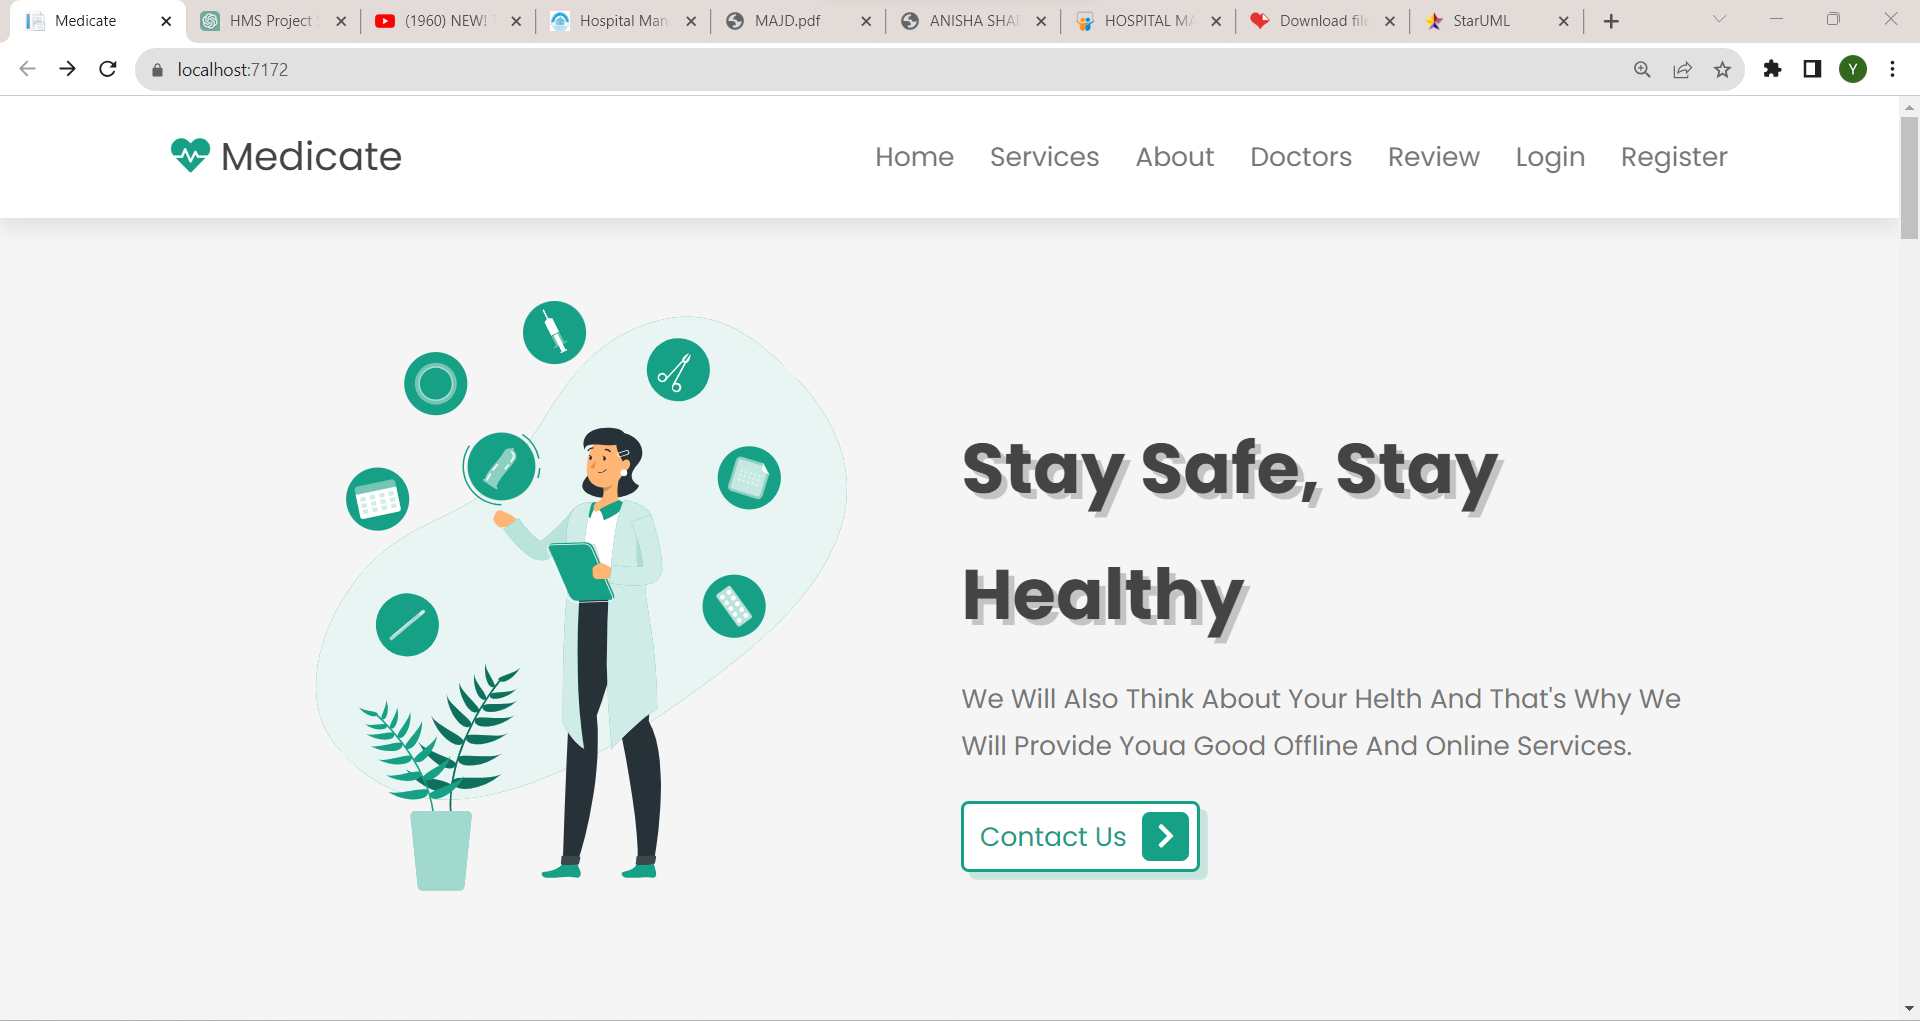 Medicate
HMS Project
(1960) NEW!
Hospital Man
MAJD.pdf
ANISHA SHA
HOSPITAL MA
Download file
StarUML
localhost:7172
Y
Medicate
Home Services About Doctors Review Login Register
Stay Safe, Stay
Healthy
We Will Also Think About Your Helth And That's Why We
Will Provide Youa Good Offline And Online Services.
Contact Us